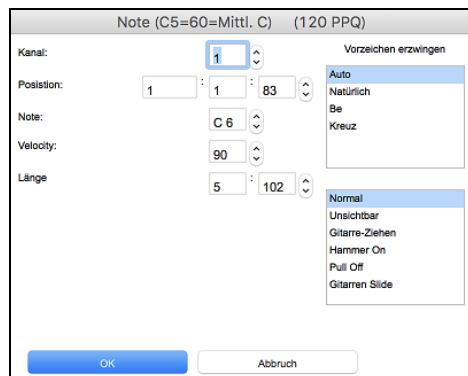 Note (C5=60=Mittl. C) (120 PPQ)
Kanal: 1
Posistion: 1 : 1 : 83
Note: C 6
Velocity: 90
Länge 5 : 102
Vorzeichen erzwingen
Auto
Natürlich
Be
Kreuz
Normal
Unsichtbar
Gitarre-Ziehen
Hammer On
Pull Off
Gitarren Slide
OK Abbruch